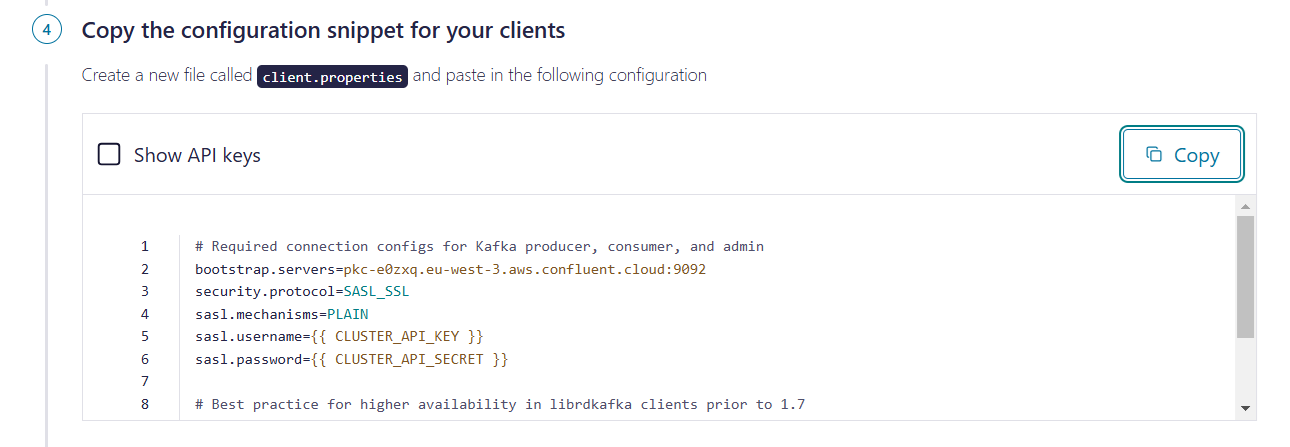 4
Copy the configuration snippet for your clients
Create a new file called client.properties and paste in the following configuration
Show API keys
Copy
1 # Required connection configs for Kafka producer, consumer, and admin
2 bootstrap.servers=pkc-e0zxq.eu-west-3.aws.confluent.cloud:9092
3 security.protocol=SASL_SSL
4 sasl.mechanisms=PLAIN
5 sasl.username={{ CLUSTER_API_KEY }}
6 sasl.password={{ CLUSTER_API_SECRET }}
7
8 # Best practice for higher availability in librdkafka clients prior to 1.7